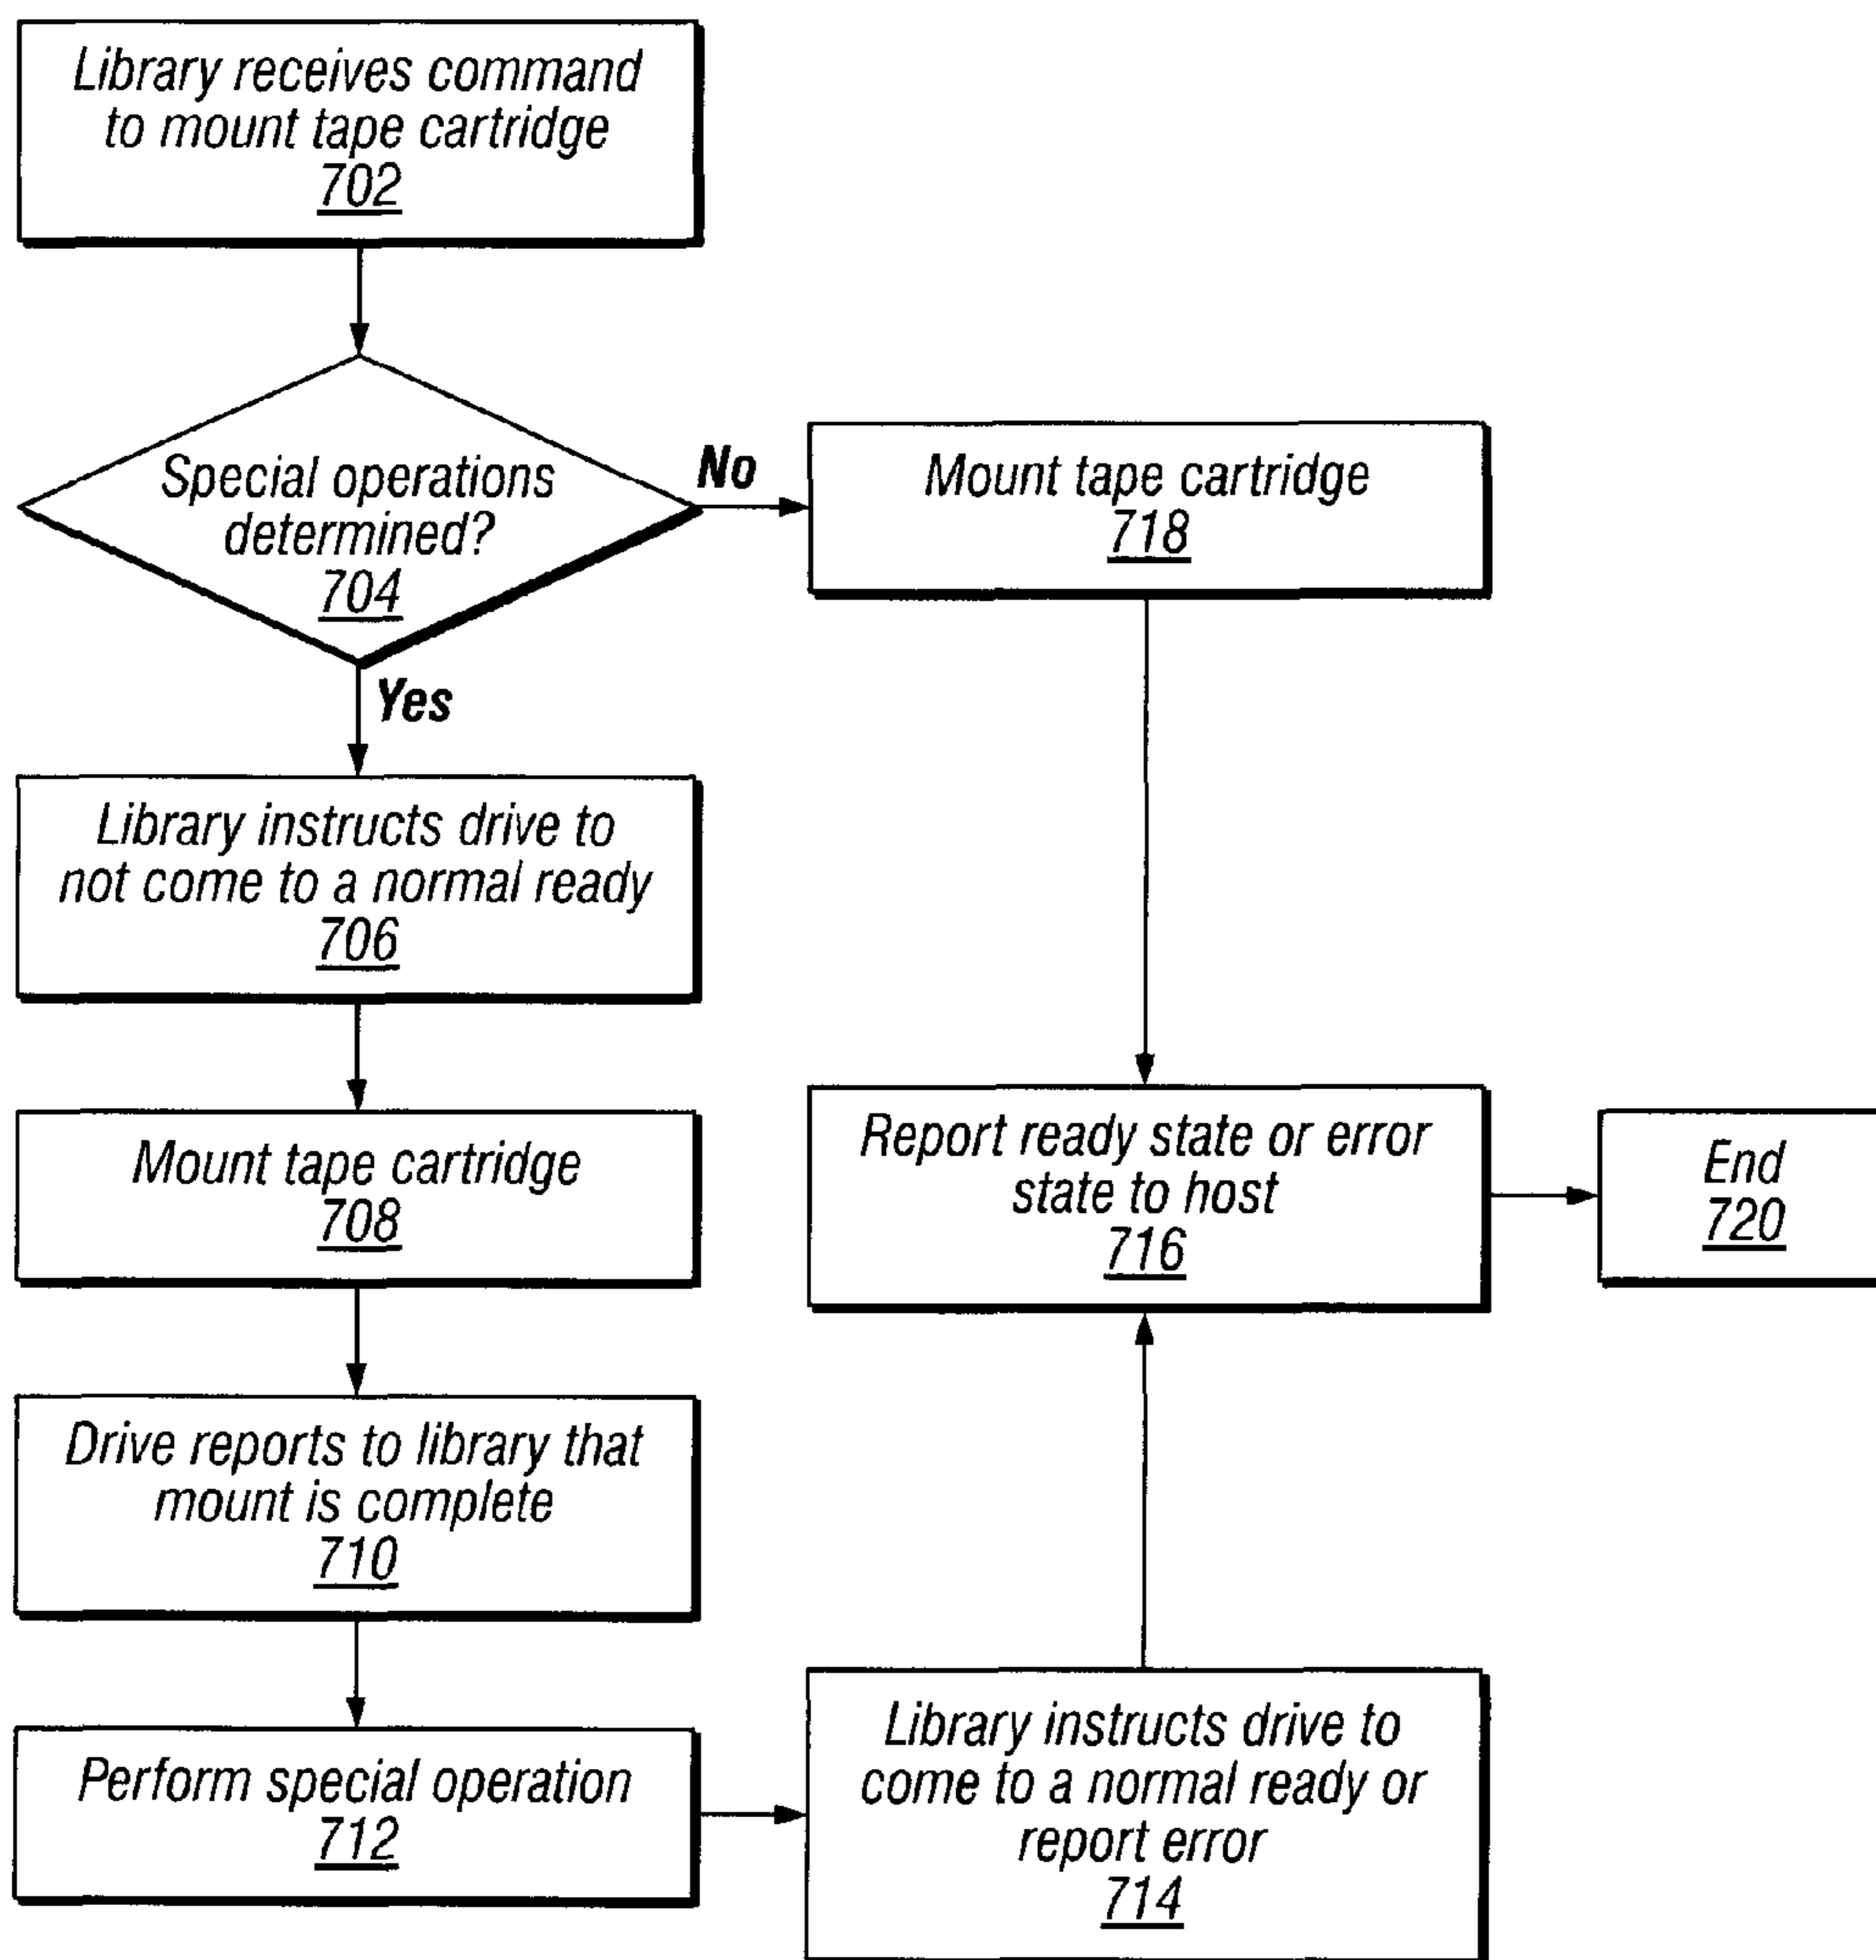 Library receives command
to mount tape cartridge
702
Special operations
determined?
704
No
Mount tape cartridge
718
Yes
Library instructs drive to
not come to a normal ready
706
Mount tape cartridge
708
Report ready state or error
state to host
716
End
720
Drive reports to library that
mount is complete
710
Perform special operation
712
Library instructs drive to
come to a normal ready or
report error
714